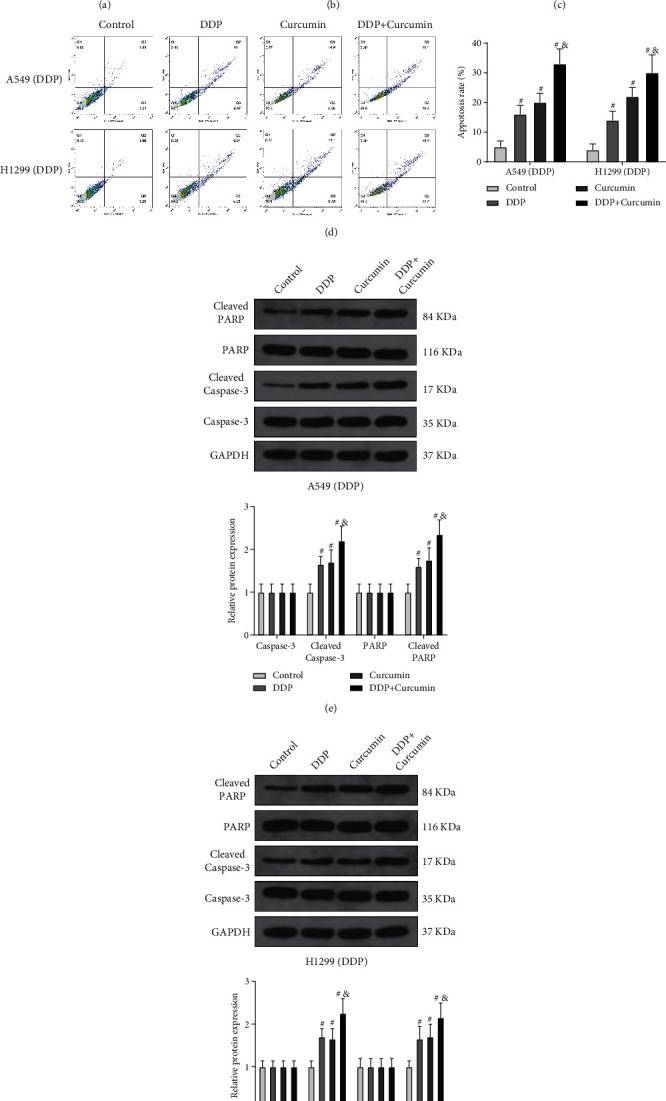 (a)
(b)
(c)
Control
DDP
Curcumin
DDP+Curcumin
A549 (DDP)
H1299 (DDP)
Appotosis rate (%)
40
30
20
10
0
#
#
# &
#
#
# &
A549 (DDP)
H1299 (DDP)
Control
Curcumin
DDP
DDP+Curcumin
(d)
Control
DDP
Curcumin
DDP+
Curcumin
Cleaved
PARP
84 KDa
PARP
116 KDa
Cleaved
Caspase-3
17 KDa
Caspase-3
35 KDa
GAPDH
37 KDa
A549 (DDP)
Relative protein expression
3
2
1
0
#
#
# &
#
#
# &
Caspase-3
Cleaved
Caspase-3
PARP
Cleaved
PARP
Control
Curcumin
DDP
DDP+Curcumin
(e)
Control
DDP
Curcumin
DDP+
Curcumin
Cleaved
PARP
84 KDa
PARP
116 KDa
Cleaved
Caspase-3
17 KDa
Caspase-3
35 KDa
GAPDH
37 KDa
H1299 (DDP)
Relative protein expression
3
2
1
#
#
# &
#
#
# &